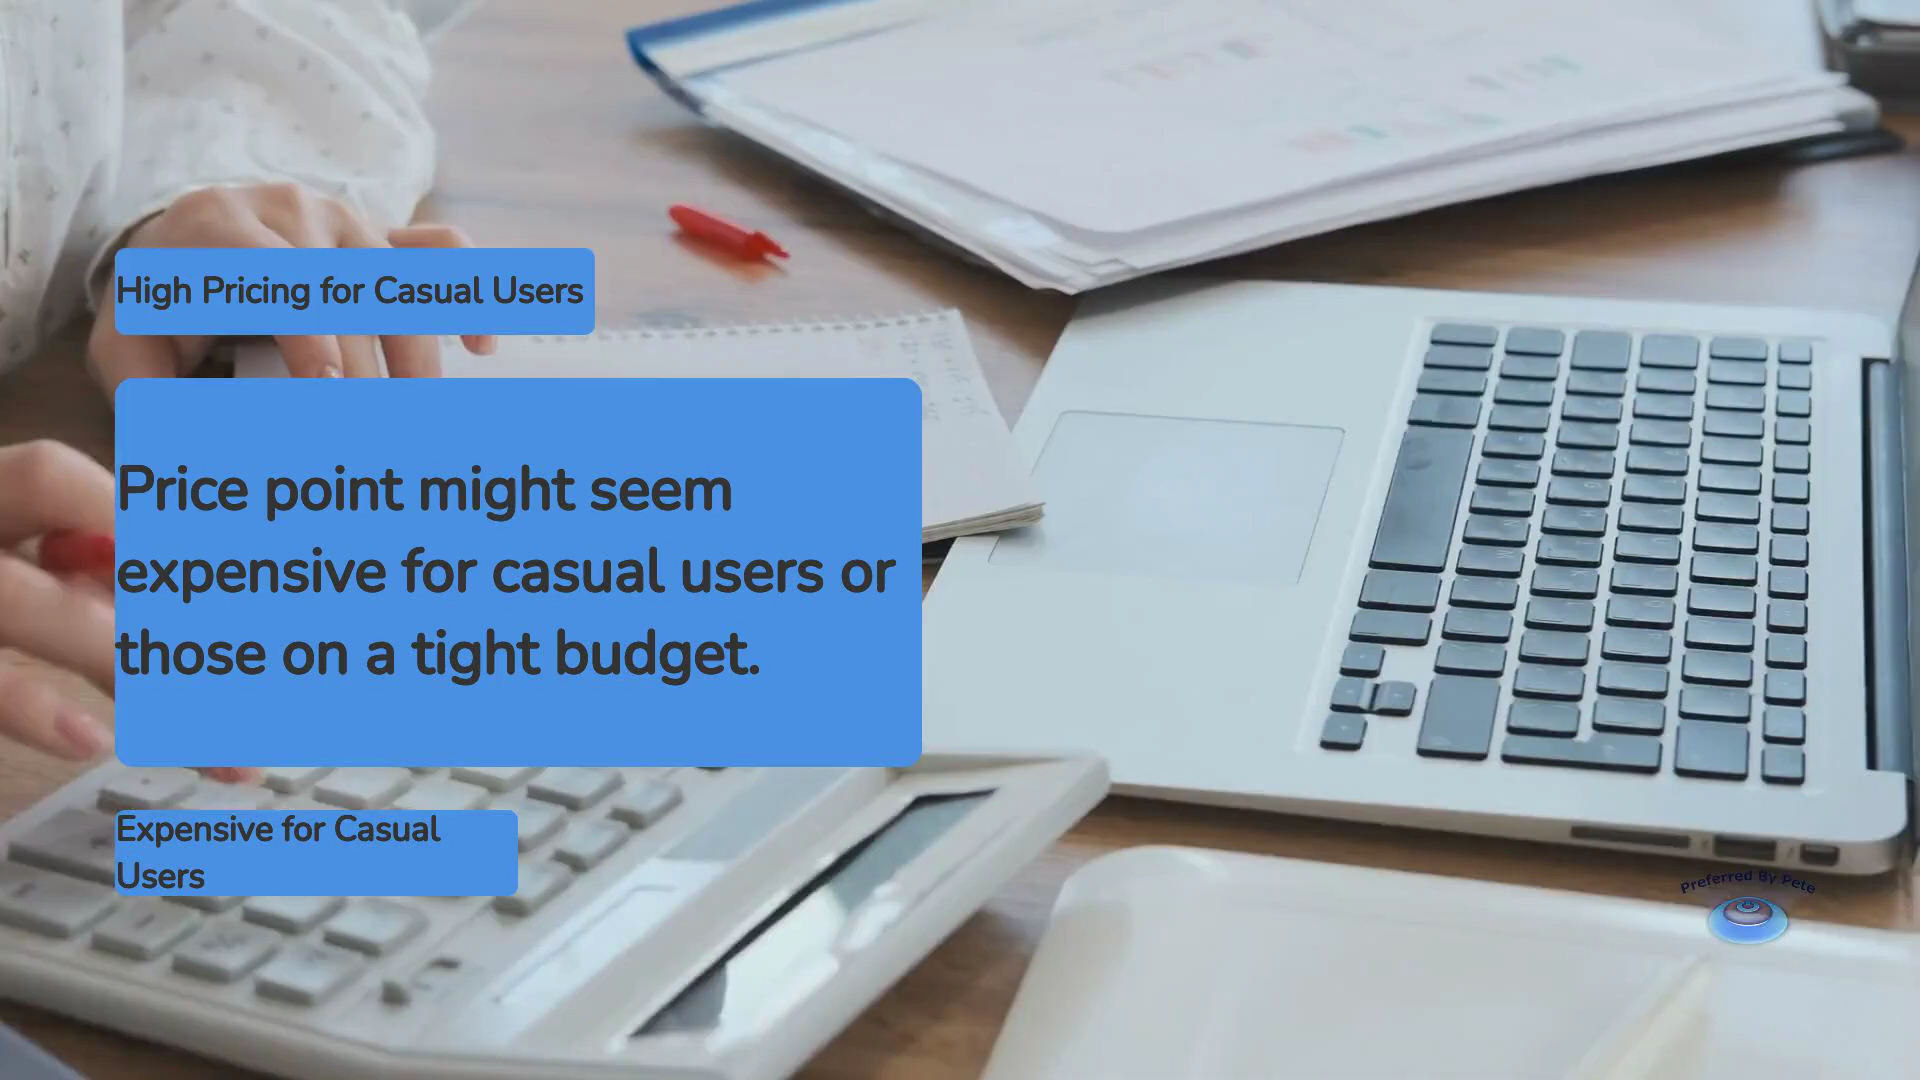 High Pricing for Casual Users
Price point might seem
expensive for casual users or
those on a tight budget.
Expensive for Casual
Users
Preferred By Pete